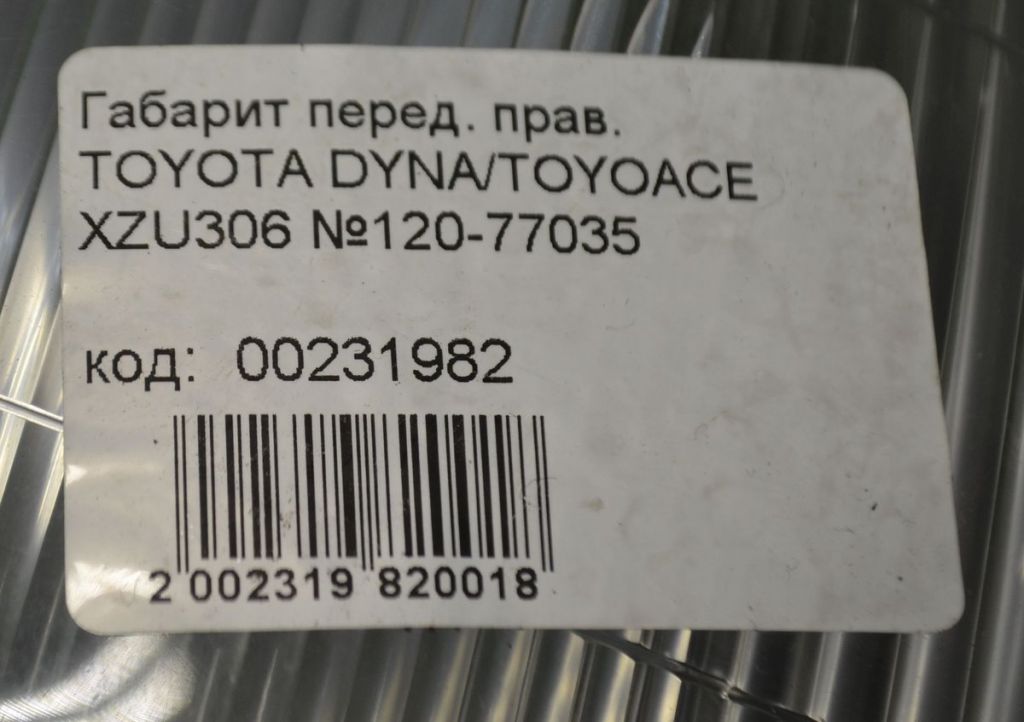 Габарит перед. прав.
TOYOTA DYNA/TOYOACE
XZU306 №120-77035
код: 00231982
2 002319 820018